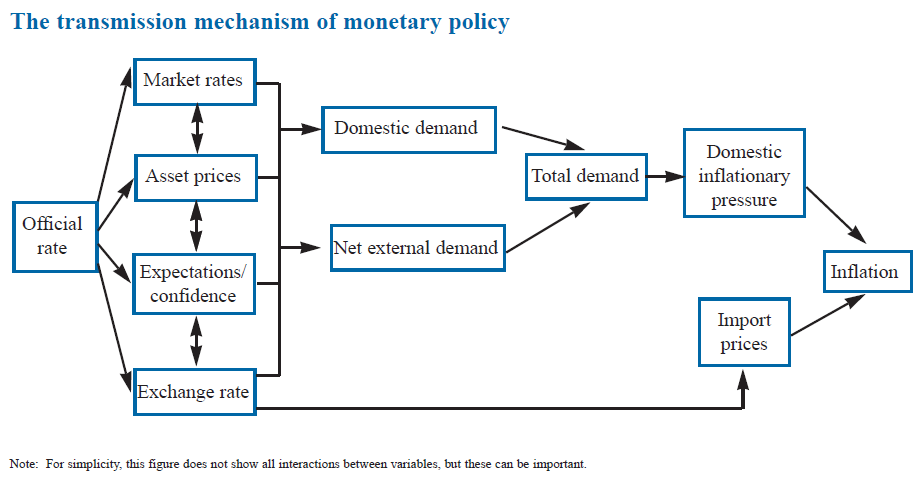 The transmission mechanism of monetary policy
Market rates
Asset prices
Official
rate
Expectations/
confidence
Exchange rate
Domestic demand
Net external demand
Total demand
Domestic
inflationary
pressure
Import
prices
Inflation
Note: For simplicity, this figure does not show all interactions between variables, but these can be important.